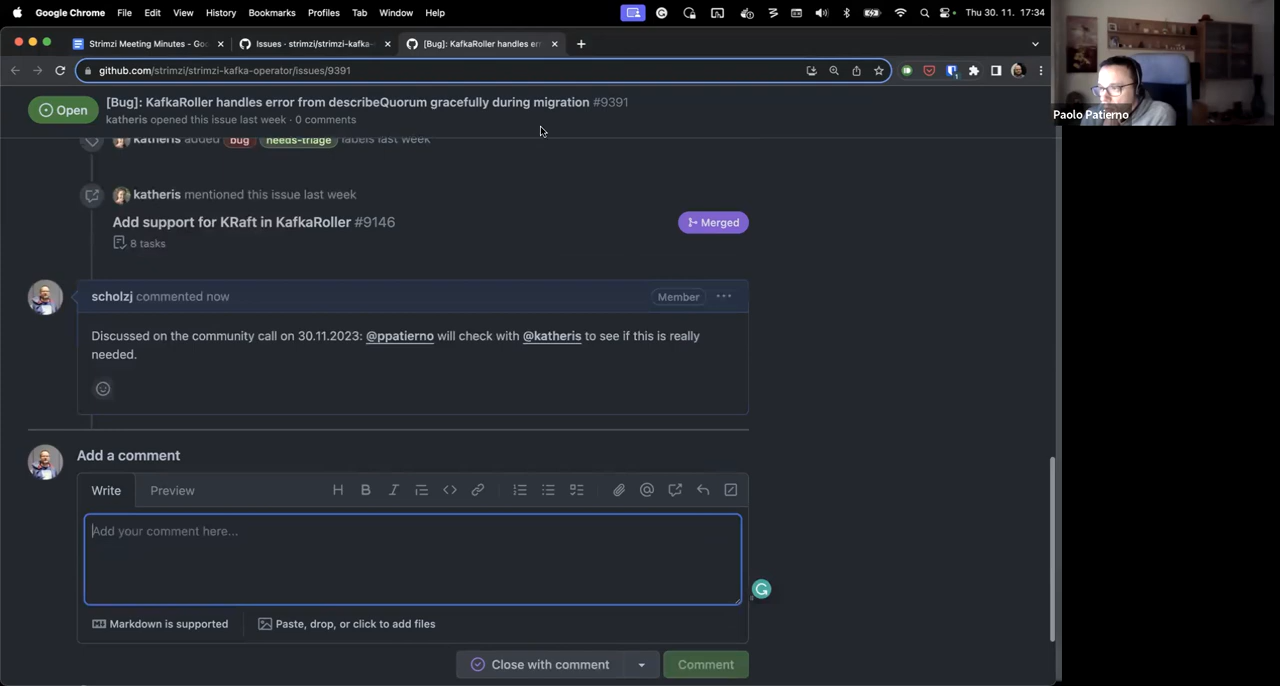 Google Chrome File Edit View History Bookmarks Profiles Tab Window Help Thu 30. 11. 17:34
Strimzi Meeting Minutes - Go Issues · strimzi/strimzi-kafka- [Bug]: KafkaRoller handles er
github.com/strimzi/strimzi-kafka-operator/issues/9391
Paolo Patierno
Open
[Bug]: KafkaRoller handles error from describeQuorum gracefully during migration #9391
katheris opened this issue last week · 0 comments
katheris added bug needs-triage labels last week
katheris mentioned this issue last week
Add support for KRaft in KafkaRoller #9146
Merged
8 tasks
scholzj commented now
Member
Discussed on the community call on 30.11.2023: @ppatierno will check with @katheris to see if this is really
needed.
Add a comment
Write Preview
Add your comment here...
Markdown is supported
Paste, drop, or click to add files
Close with comment
Comment